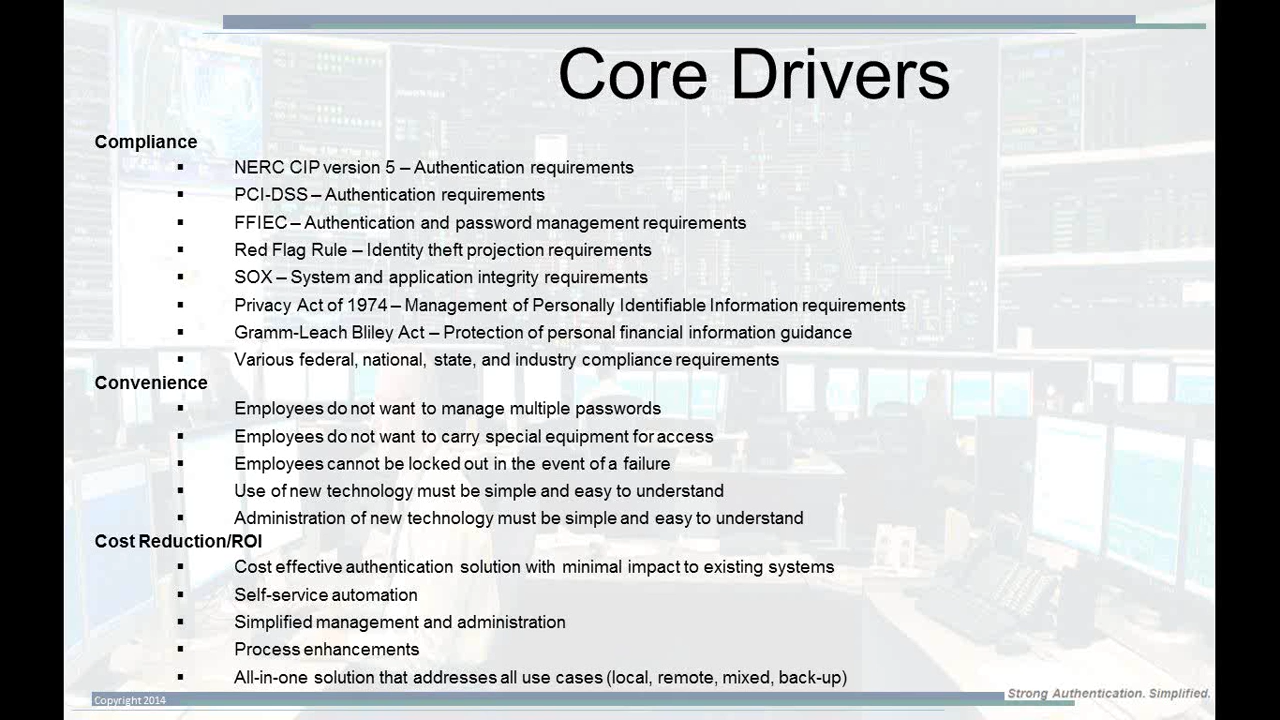 Core Drivers
Compliance
▪ NERC CIP version 5 – Authentication requirements
▪ PCI-DSS – Authentication requirements
▪ FFIEC – Authentication and password management requirements
▪ Red Flag Rule – Identity theft projection requirements
▪ SOX – System and application integrity requirements
▪ Privacy Act of 1974 – Management of Personally Identifiable Information requirements
▪ Gramm-Leach Bliley Act – Protection of personal financial information guidance
▪ Various federal, national, state, and industry compliance requirements
Convenience
▪ Employees do not want to manage multiple passwords
▪ Employees do not want to carry special equipment for access
▪ Employees cannot be locked out in the event of a failure
▪ Use of new technology must be simple and easy to understand
▪ Administration of new technology must be simple and easy to understand
Cost Reduction/ROI
▪ Cost effective authentication solution with minimal impact to existing systems
▪ Self-service automation
▪ Simplified management and administration
▪ Process enhancements
▪ All-in-one solution that addresses all use cases (local, remote, mixed, back-up)
Copyright 2014
Strong Authentication. Simplified.